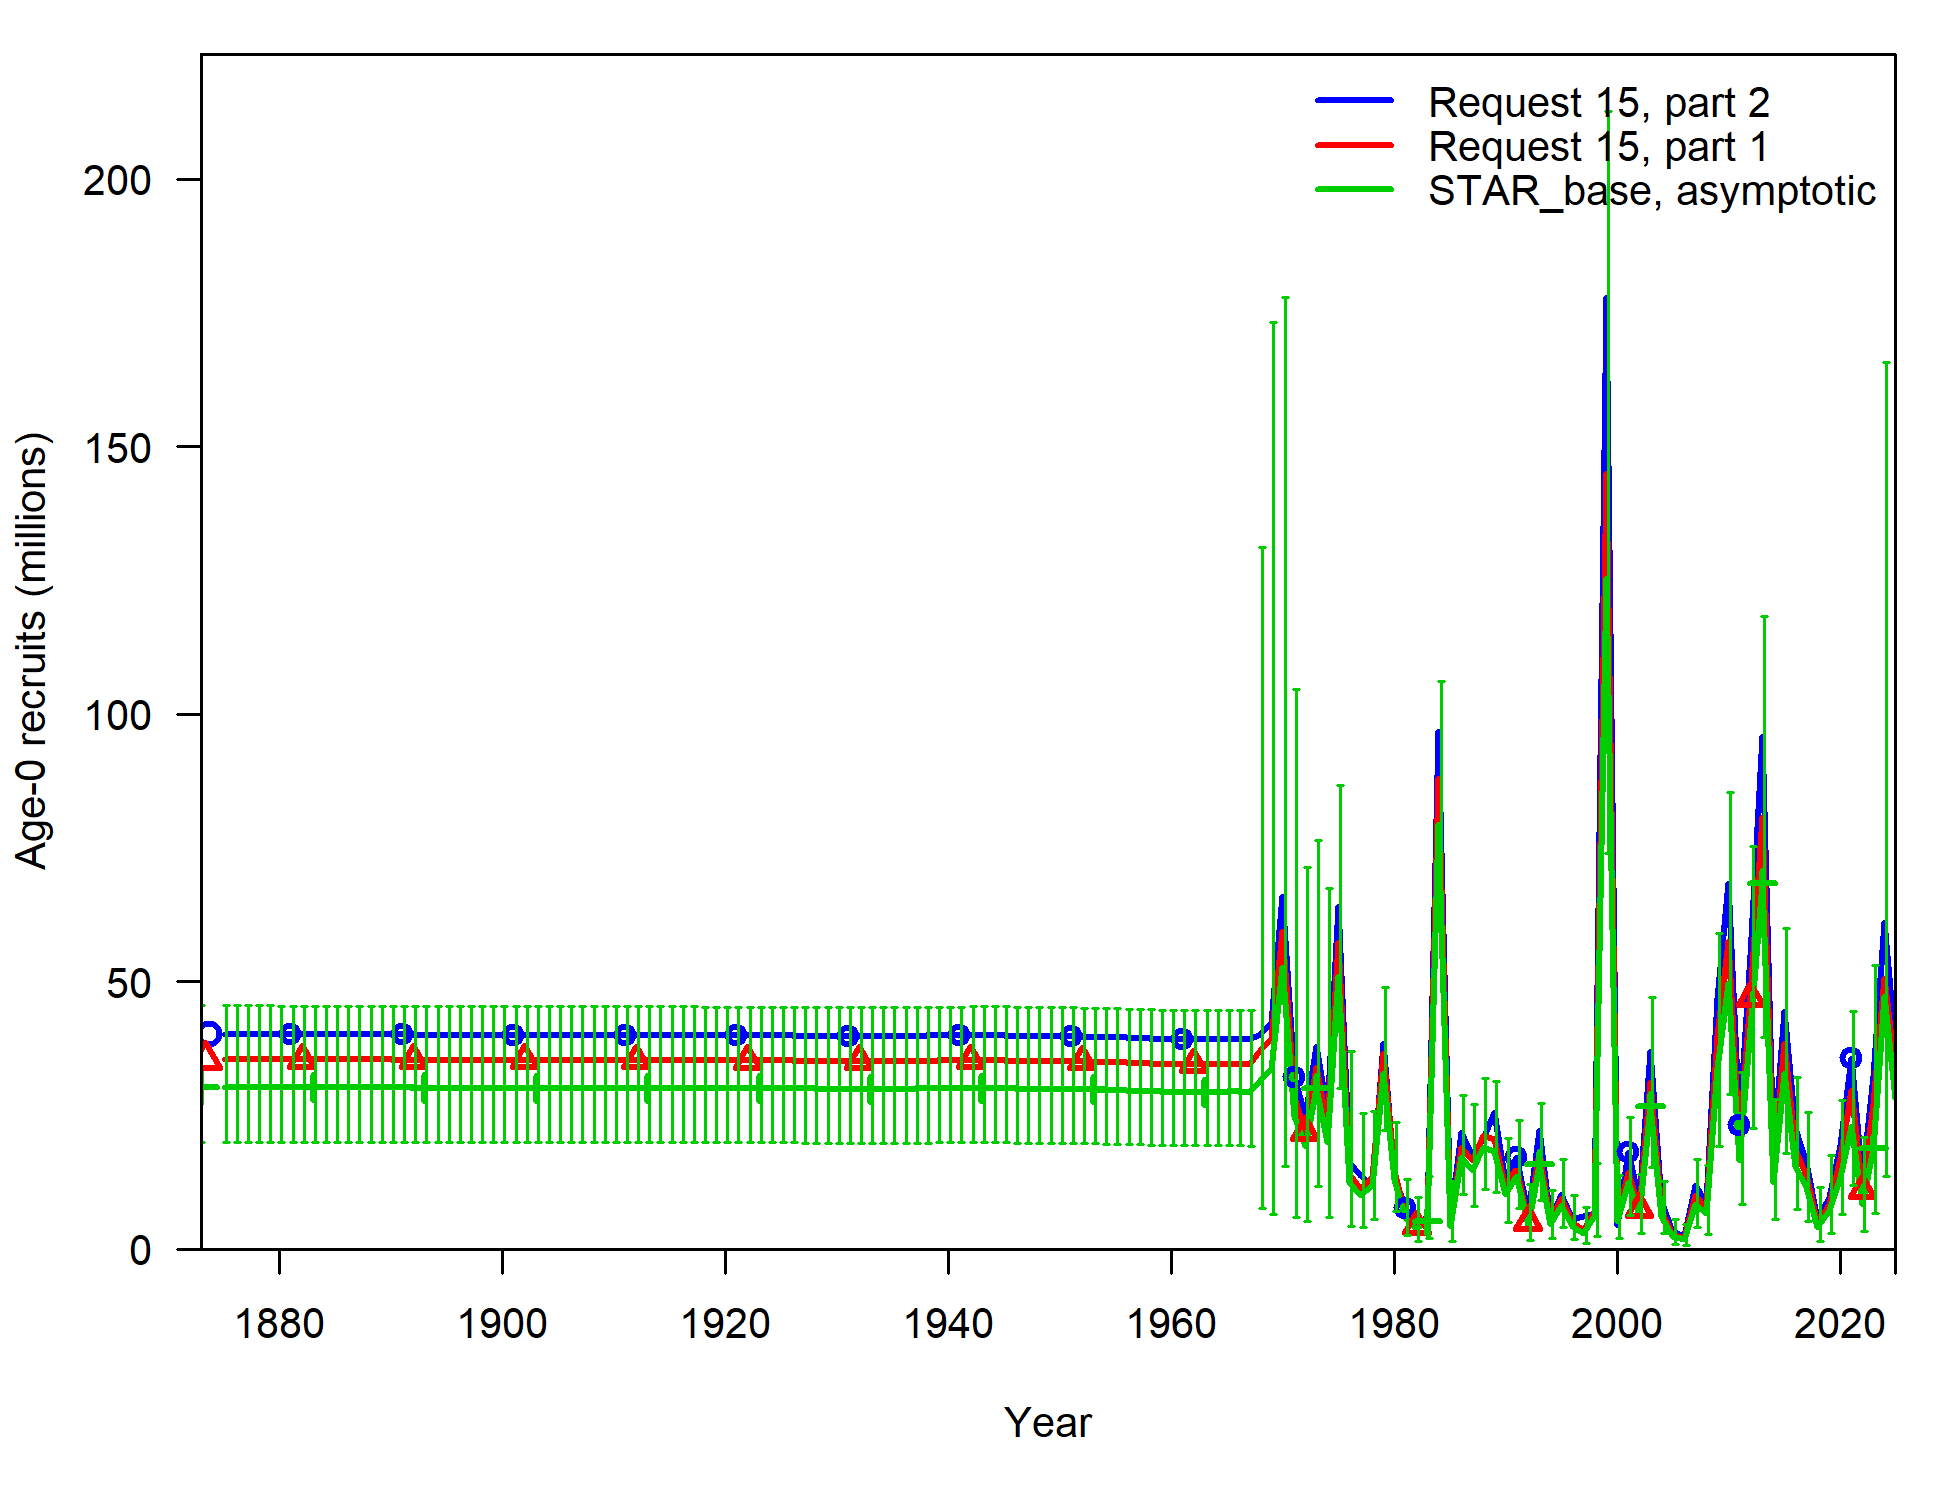 Request 15, part 2
Request 15, part 1
STAR_base, asymptotic
200
150
100
50
0
Age-0 recruits (millions)
1880 1900 1920 1940 1960 1980 2000 2020
Year